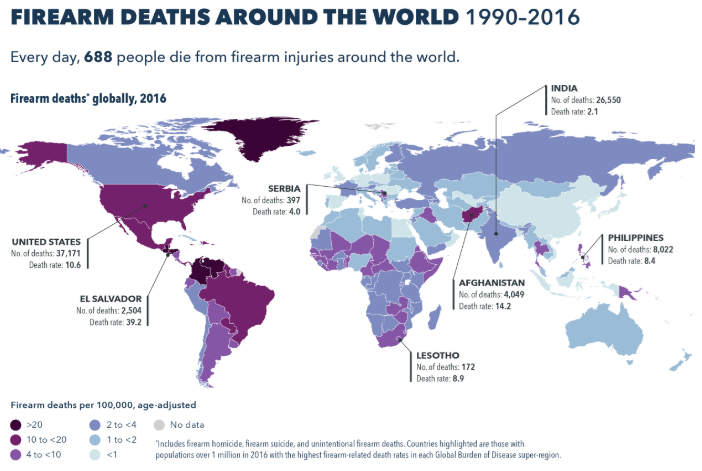 FIREARM DEATHS AROUND THE WORLD 1990–2016
Every day, 688 people die from firearm injuries around the world.
Firearm deaths* globally, 2016
INDIA
No. of deaths: 26,550
Death rate: 2.1
SERBIA
No. of deaths: 397
Death rate: 4.0
UNITED STATES
No. of deaths: 37,171
Death rate: 10.6
PHILIPPINES
No. of deaths: 8,022
Death rate: 8.4
EL SALVADOR
No. of deaths: 2,504
Death rate: 39.2
AFGHANISTAN
No. of deaths: 4,049
Death rate: 14.2
LESOTHO
No. of deaths: 172
Death rate: 8.9
Firearm deaths per 100,000, age-adjusted
>20
2 to <4
No data
10 to <20
1 to <2
4 to <10
<1
*Includes firearm homicide, firearm suicide, and unintentional firearm deaths. Countries highlighted are those with
populations over 1 million in 2016 with the highest firearm-related death rates in each Global Burden of Disease super-region.